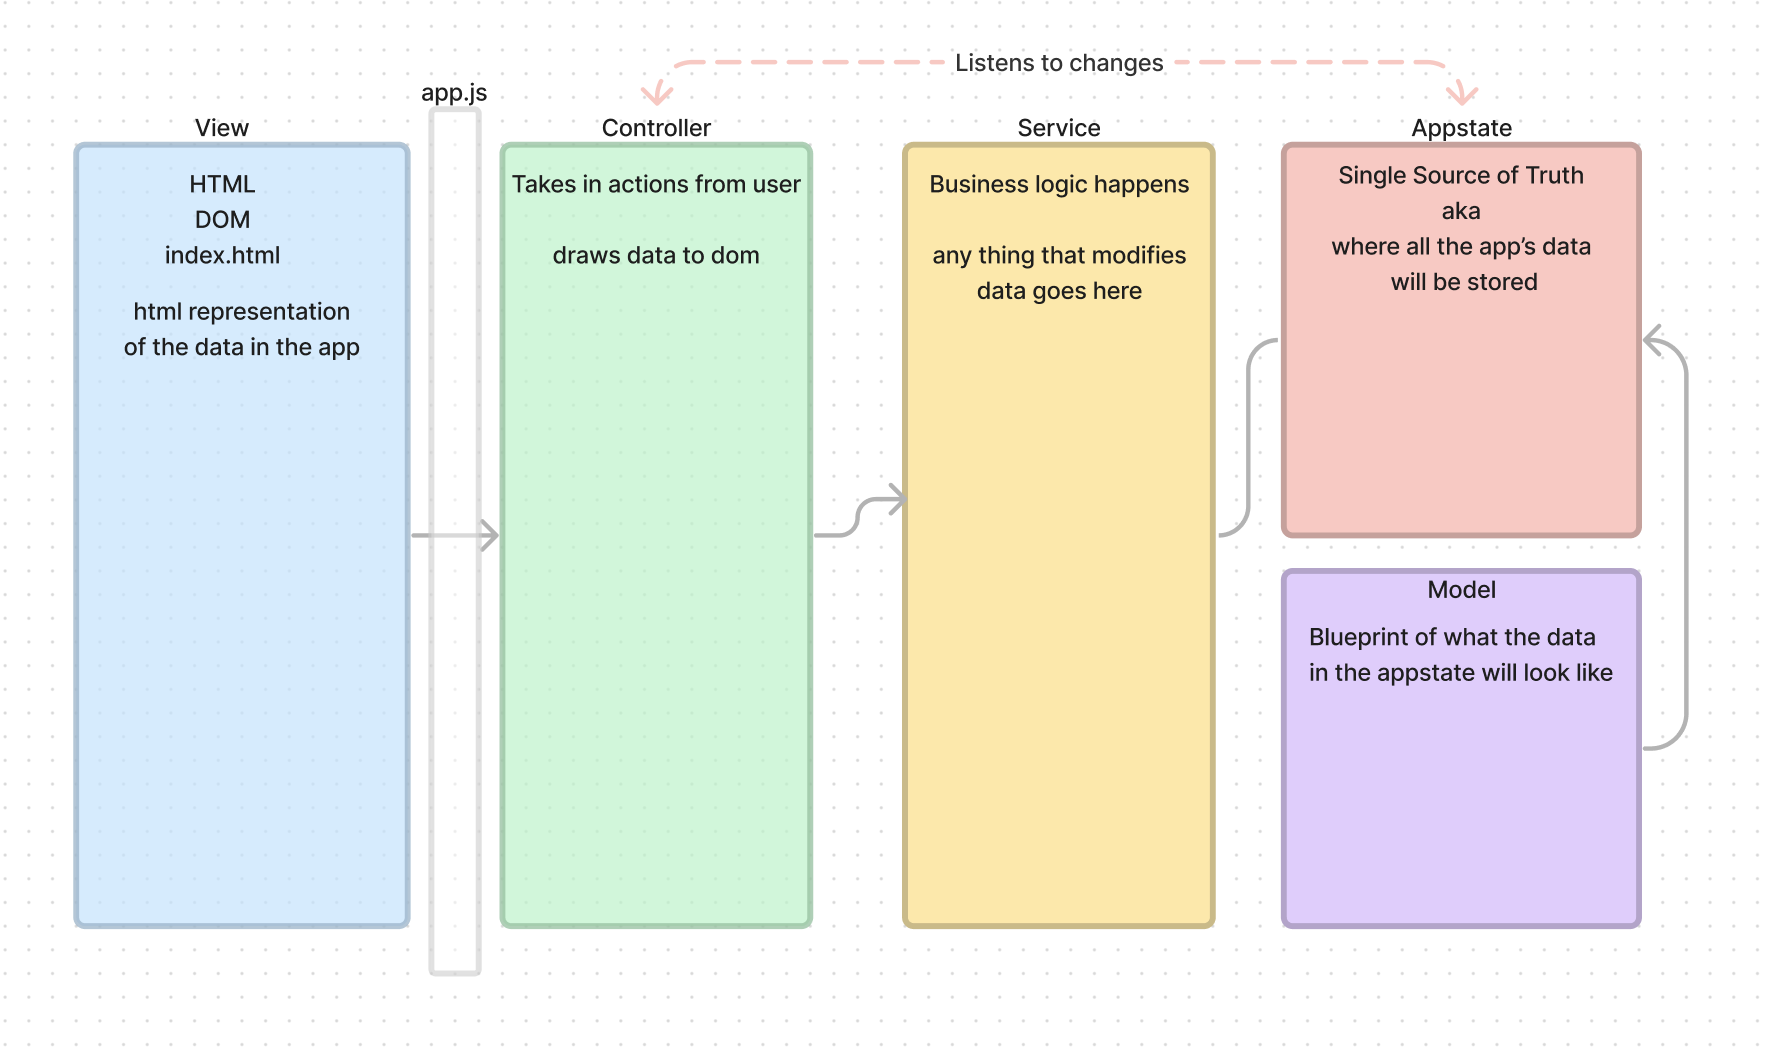 Listens to changes
app.js
View
HTML
DOM
index.html
html representation
of the data in the app
Controller
Takes in actions from user
draws data to dom
Service
Business logic happens
any thing that modifies
data goes here
Appstate
Single Source of Truth
aka
where all the app’s data
will be stored
Model
Blueprint of what the data
in the appstate will look like